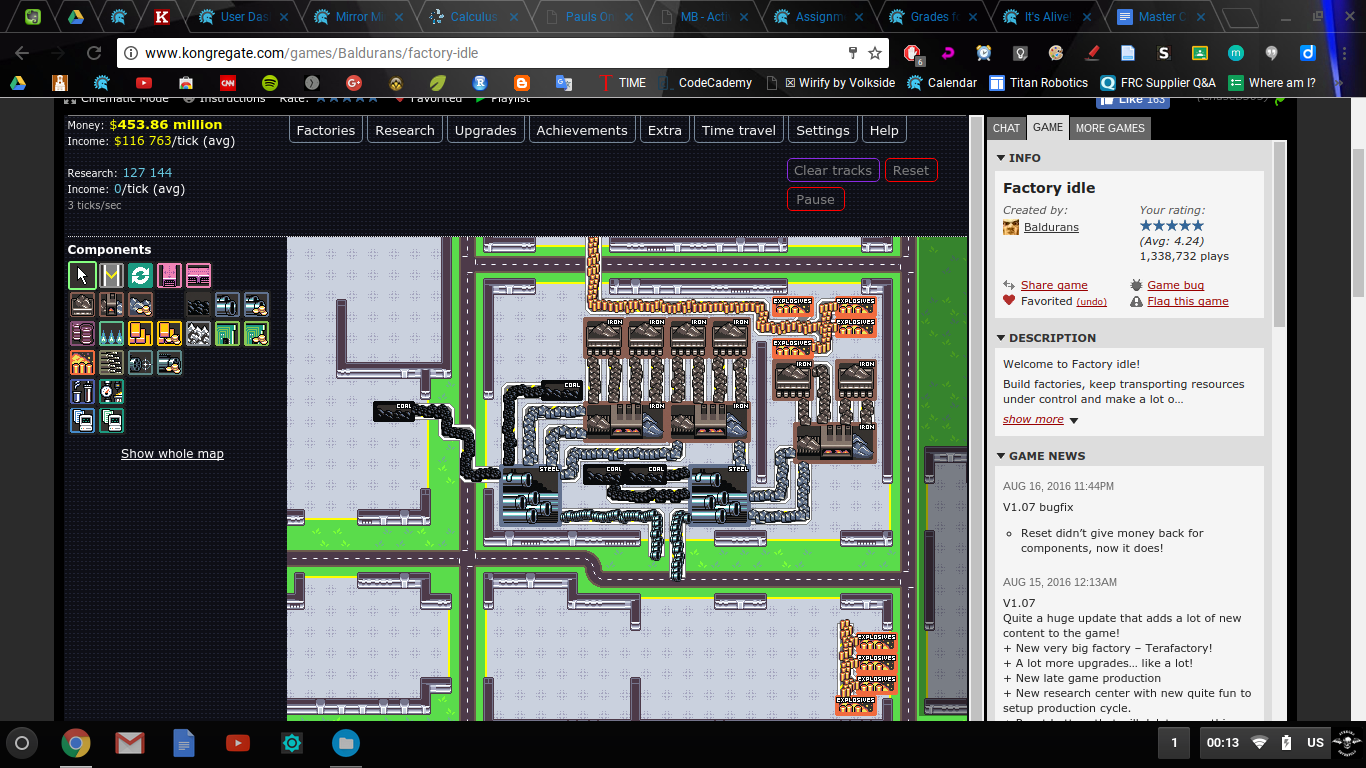 User Das
Mirror Mi
Calculus
Pauls On
MB - Acti
Assignm
Grades fo
It's Alive!
Master C
www.kongregate.com/games/Baldurans/factory-idle
6
TIME
CodeCademy
Wirify by Volkside
Calendar
Titan Robotics
FRC Supplier Q&A
Where am I?
Cinematic Mode
Instructions
Rate:
Favorited
Playlist
Like 163
Money: $453.86 million
Income: $116 763/tick (avg)
Research: 127 144
Income: 0/tick (avg)
3 ticks/sec
Factories
Research
Upgrades
Achievements
Extra
Time travel
Settings
Help
Clear tracks
Reset
Pause
Components
Show whole map
EXPLOSIVES
EXPLOSIVES
EXPLOSIVES
EXPLOSIVES
IRON
IRON
IRON
IRON
IRON
IRON
COAL
COAL
IRON
IRON
IRON
STEEL
COAL
COAL
STEEL
EXPLOSIVES
EXPLOSIVES
EXPLOSIVES
EXPLOSIVES
CHAT
GAME
MORE GAMES
INFO
Factory idle
Created by:
Baldurans
Your rating:
(Avg: 4.24)
1,338,732 plays
Share game
Game bug
Favorited (undo)
Flag this game
DESCRIPTION
Welcome to Factory idle!
Build factories, keep transporting resources
under control and make a lot o…
show more
GAME NEWS
AUG 16, 2016 11:44PM
V1.07 bugfix
Reset didn't give money back for
components, now it does!
AUG 15, 2016 12:13AM
V1.07
Quite a huge update that adds a lot of new
content to the game!
+ New very big factory – Terafactory!
+ A lot more upgrades… like a lot!
+ New late game production
+ New research center with new quite fun to
setup production cycle.
1
00:13
US